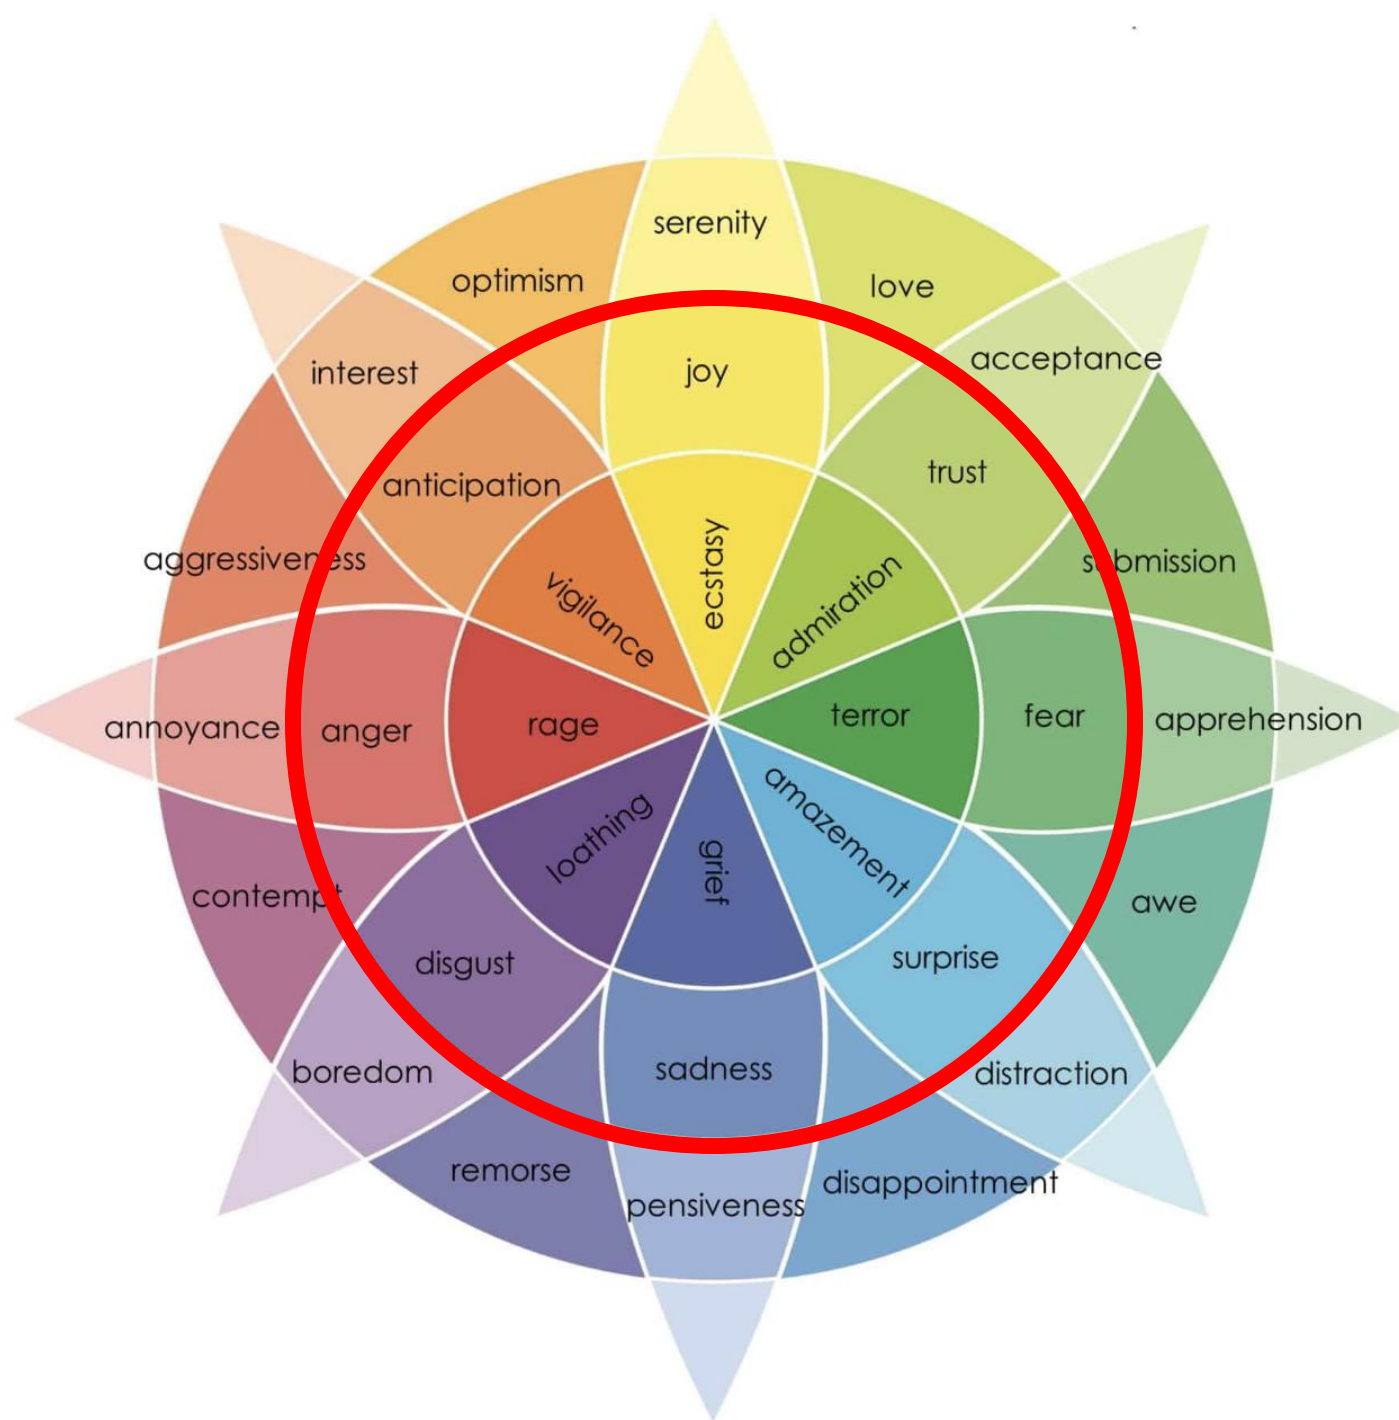 serenity
optimism
love
interest
joy
acceptance
anticipation
trust
aggressiveness
vigilance
ecstasy
admiration
submission
annoyance
anger
rage
terror
fear
apprehension
loathing
grief
amazement
contempt
awe
disgust
surprise
boredom
sadness
distraction
remorse
pensiveness
disappointment